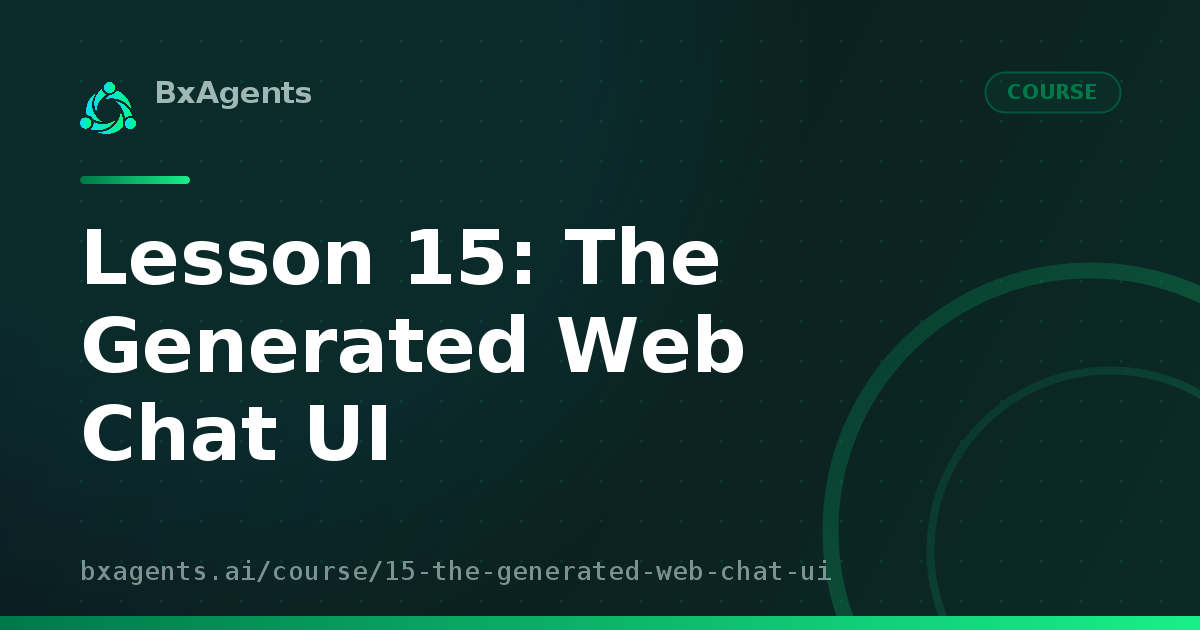 BxAgents
COURSE
Lesson 15: The
Generated Web
Chat UI
bxagents.ai/course/15-the-generated-web-chat-ui